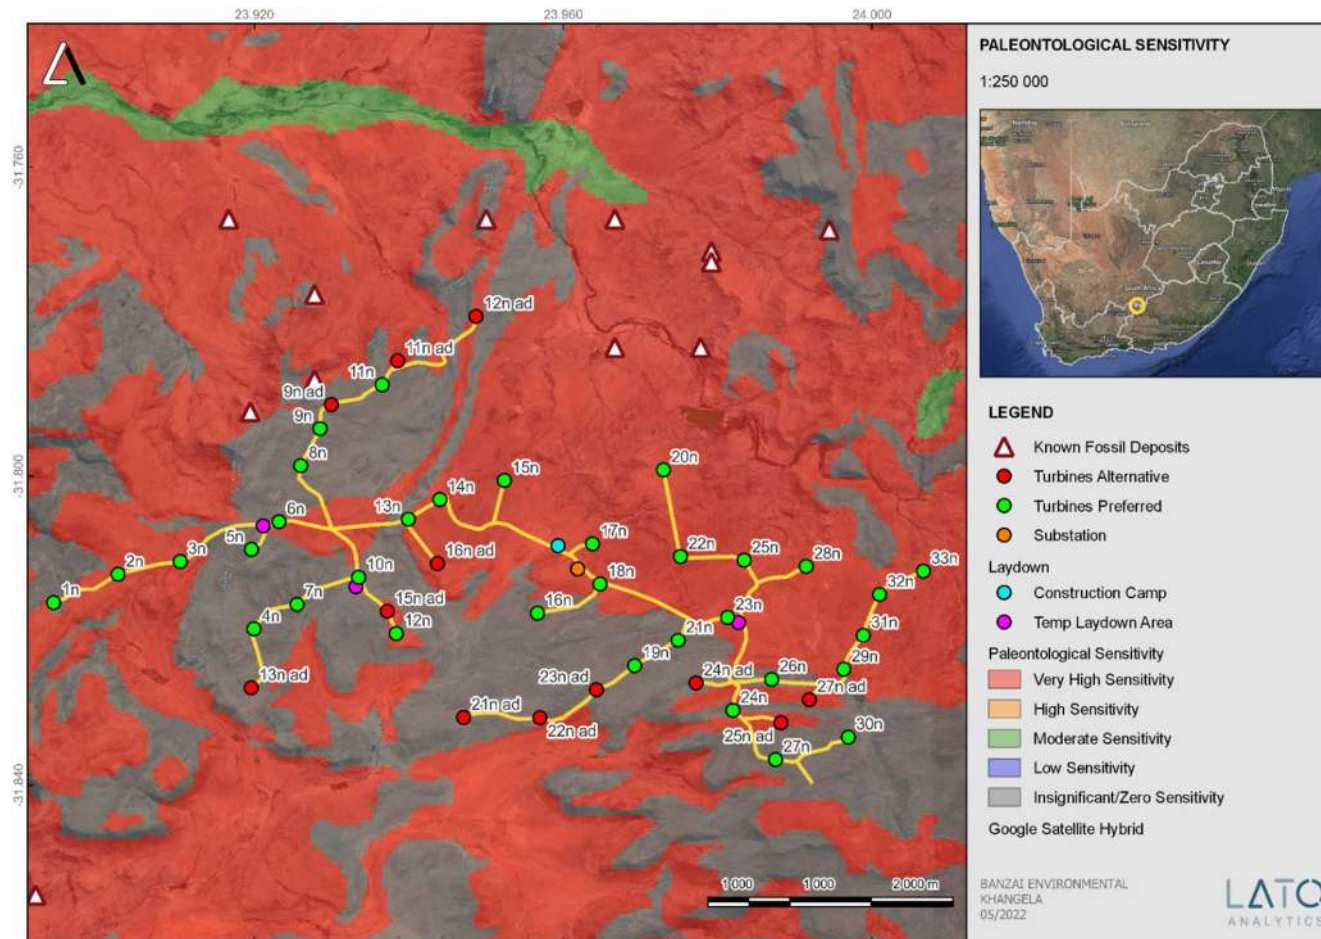 23.920
23.960
24.000
-31.760
-31.800
-31.840
12n ad
11n ad
11n
9n ad
9n
8n
20n
15n
14n
13n
6n
5n
3n
2n
1n
16n ad
17n
22n
25n
28n
33n
32n
10n
18n
7n
15n ad
4n
12n
16n
23n
31n
21n
19n
29n
13n ad
23n ad
24n ad
26n
27n ad
21n ad
22n ad
24n
25n ad
30n
27n
1 000
1 000
2 000 m
PALEONTOLOGICAL SENSITIVITY
1:250 000
Namibia
Botswana
South Africa
LEGEND
Known Fossil Deposits
Turbines Alternative
Turbines Preferred
Substation
Laydown
Construction Camp
Temp Laydown Area
Paleontological Sensitivity
Very High Sensitivity
High Sensitivity
Moderate Sensitivity
Low Sensitivity
Insignificant/Zero Sensitivity
Google Satellite Hybrid
BANZAI ENVIRONMENTAL
KHANGELA
05/2022
LATO
ANALYTICS